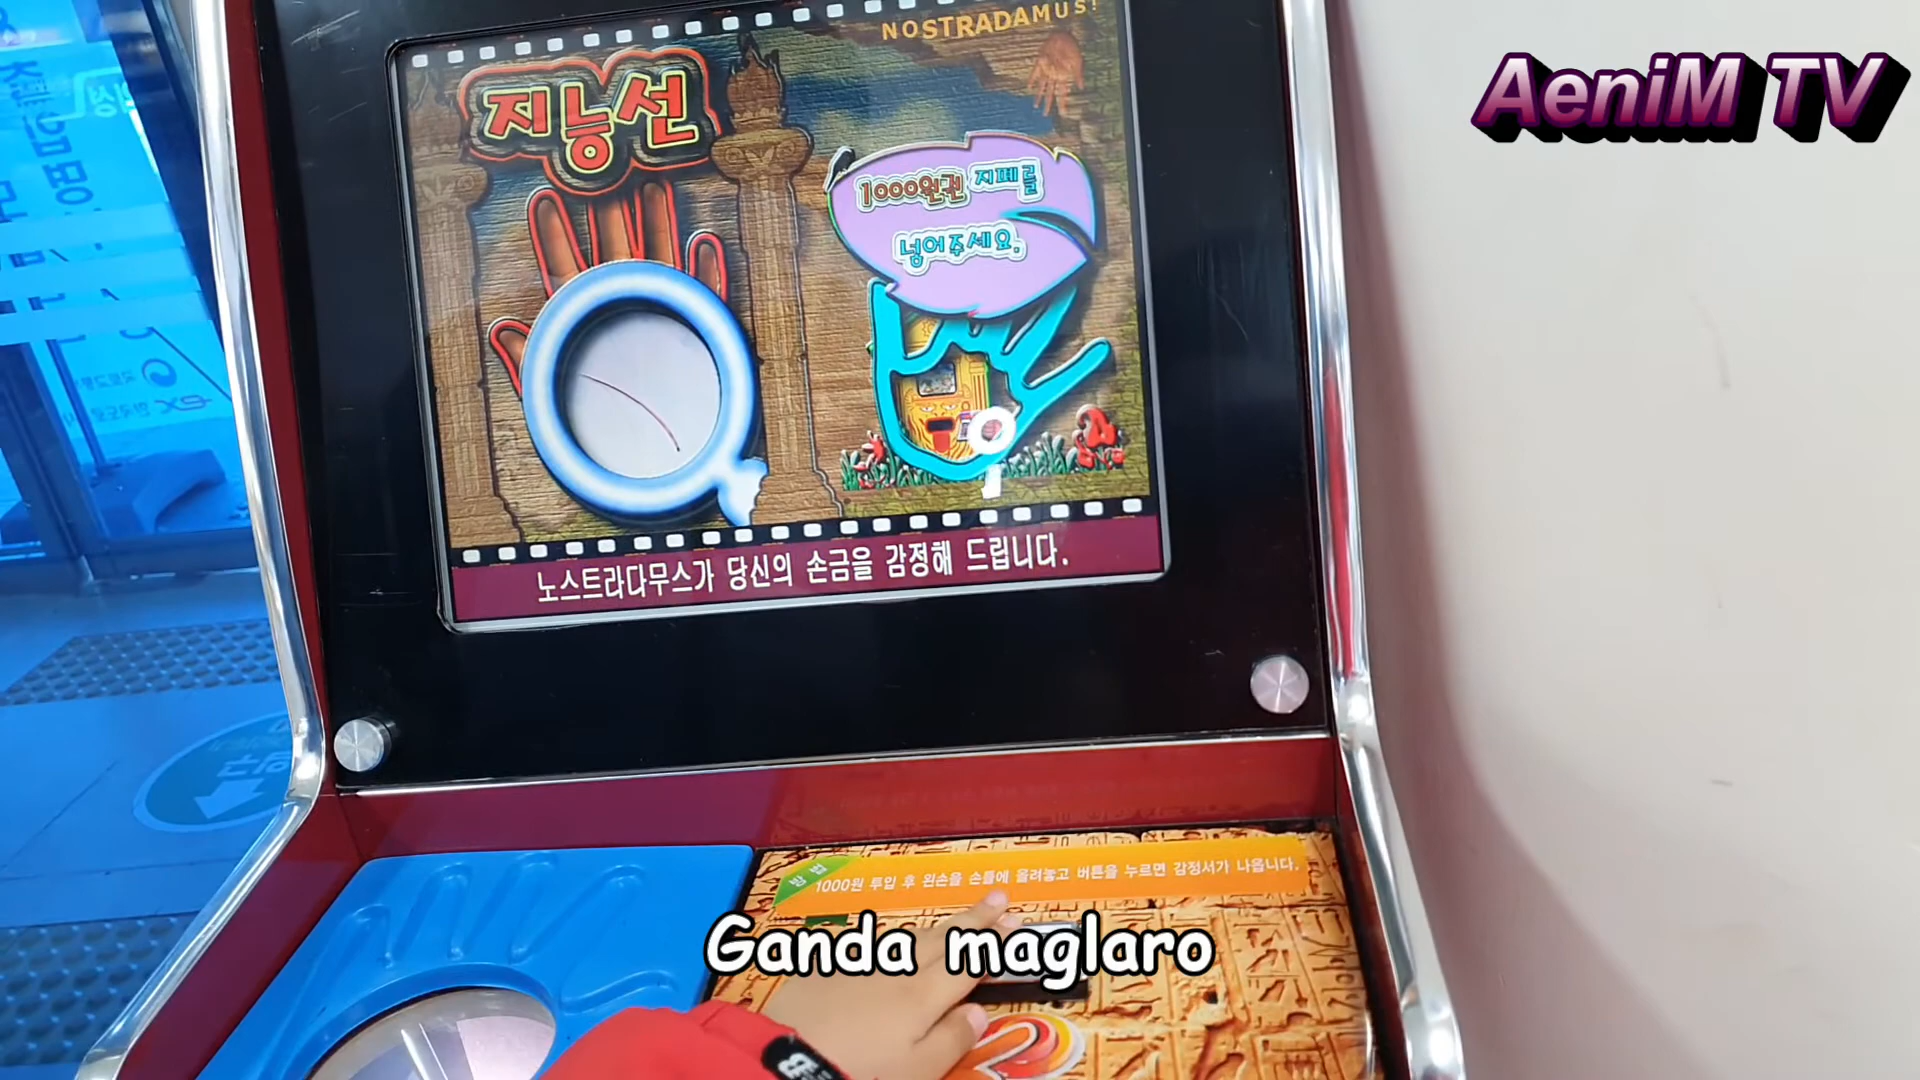 NOSTRADAMUS!
AeniM TV
지능선
1000원권 지폐를
넣어주세요.
노스트라다무스가 당신의 손금을 감정해 드립니다.
방법
1000원 투입 후 왼손을 손틀에 올려놓고 버튼을 누르면 감정서가 나옵니다.
Ganda maglaro